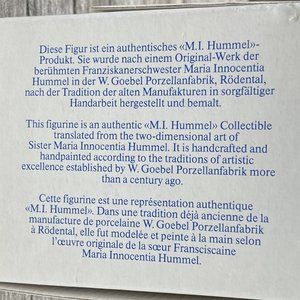 Diese Figur ist ein authentisches «M.I. Hummel»-
Produkt. Sie wurde nach einem Original-Werk der
berühmten Franziskanerschwester Maria Innocentia
Hummel in der W. Goebel Porzellanfabrik, Rödental,
nach der Tradition der alten Manufakturen in sorgfältiger
Handarbeit hergestellt und bemalt.
This figurine is an authentic «M.I. Hummel» Collectible
translated from the two-dimensional art of
Sister Maria Innocentia Hummel. It is handcrafted and
handpainted according to the traditions of artistic
excellence established by W. Goebel Porzellanfabrik more
than a century ago.
Cette figurine est une représentation authentique
«M.I. Hummel». Dans une tradition déjà ancienne de la
manufacture de porcelaine W. Goebel Porzellanfabrik
à Rödental, elle fut modelée et peinte à la main selon
l'œuvre originale de la sœur Fransciscaine
Maria Innocentia Hummel.